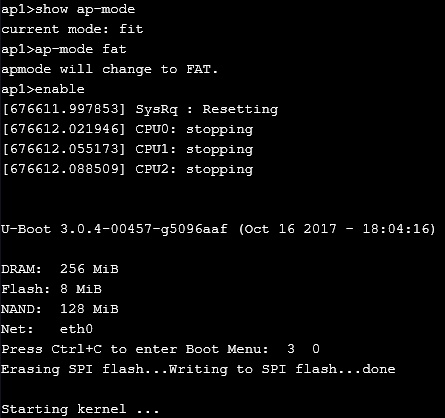 ap1>show ap-mode
current mode: fit
ap1>ap-mode fat
apmode will change to FAT.
ap1>enable
[676611.997853] SysRq : Resetting
[676612.021946] CPU0: stopping
[676612.055173] CPU1: stopping
[676612.088509] CPU2: stopping
U-Boot 3.0.4-00457-g5096aaf (Oct 16 2017 - 18:04:16)
DRAM:  256 MiB
Flash: 8 MiB
NAND:  128 MiB
Net:   eth0
Press Ctrl+C to enter Boot Menu:  3  0
Erasing SPI flash...Writing to SPI flash...done
Starting kernel ...